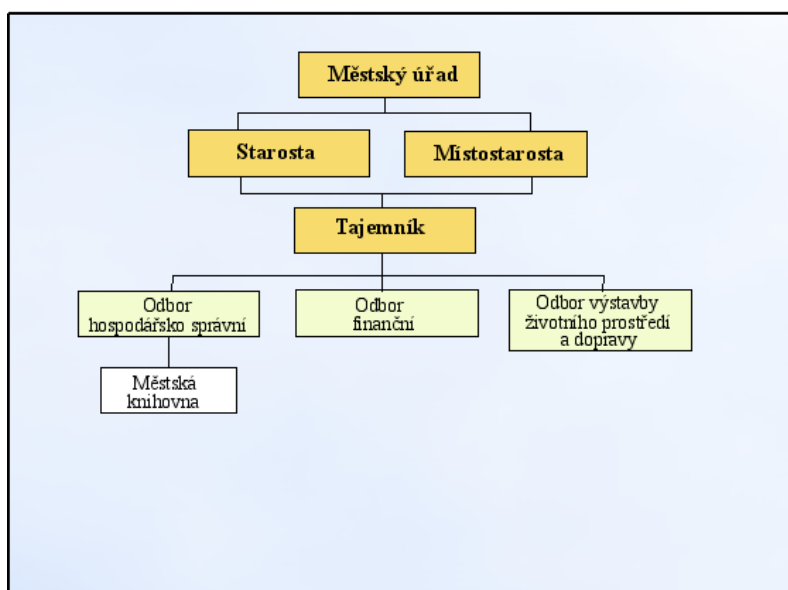 Městský úřad
Starosta
Místostarosta
Tajemník
Odbor
hospodářsko správní
Odbor
finanční
Odbor výstavby
životního prostředí
a dopravy
Městská
knihovna